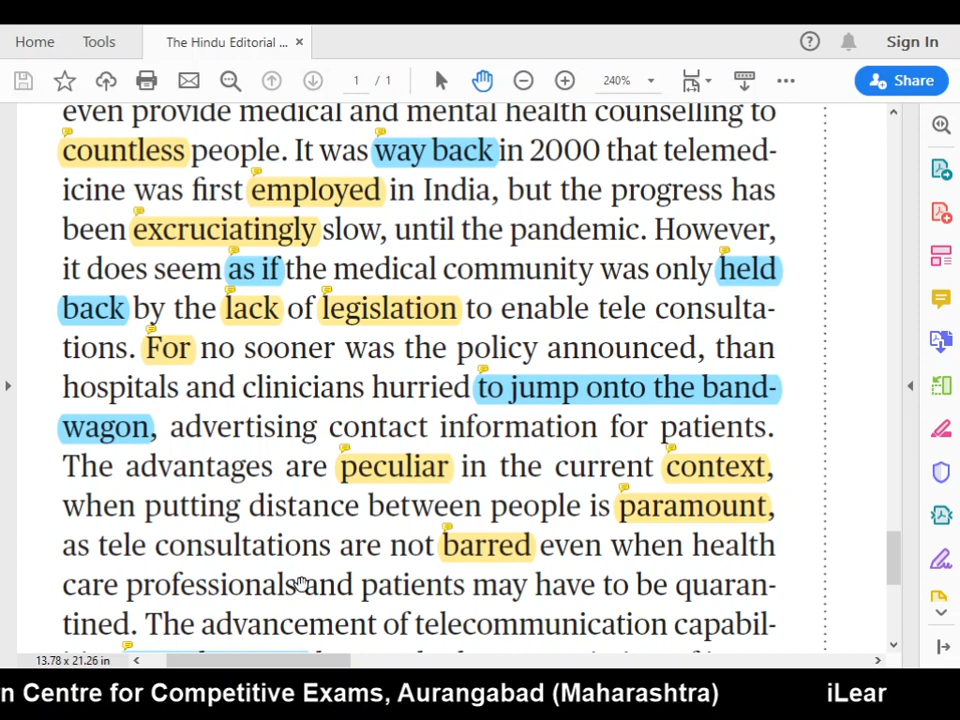 Home Tools The Hindu Editorial ... × Sign In
1 / 1 240% Share
even provide medical and mental health counselling to
countless people. It was way back in 2000 that telemed-
icine was first employed in India, but the progress has
been excruciatingly slow, until the pandemic. However,
it does seem as if the medical community was only held
back by the lack of legislation to enable tele consulta-
tions. For no sooner was the policy announced, than
hospitals and clinicians hurried to jump onto the band-
wagon, advertising contact information for patients.
The advantages are peculiar in the current context,
when putting distance between people is paramount,
as tele consultations are not barred even when health
care professionals and patients may have to be quaran-
tined. The advancement of telecommunication capabil-
13.78 x 21.26 in
n Centre for Competitive Exams, Aurangabad (Maharashtra) iLear